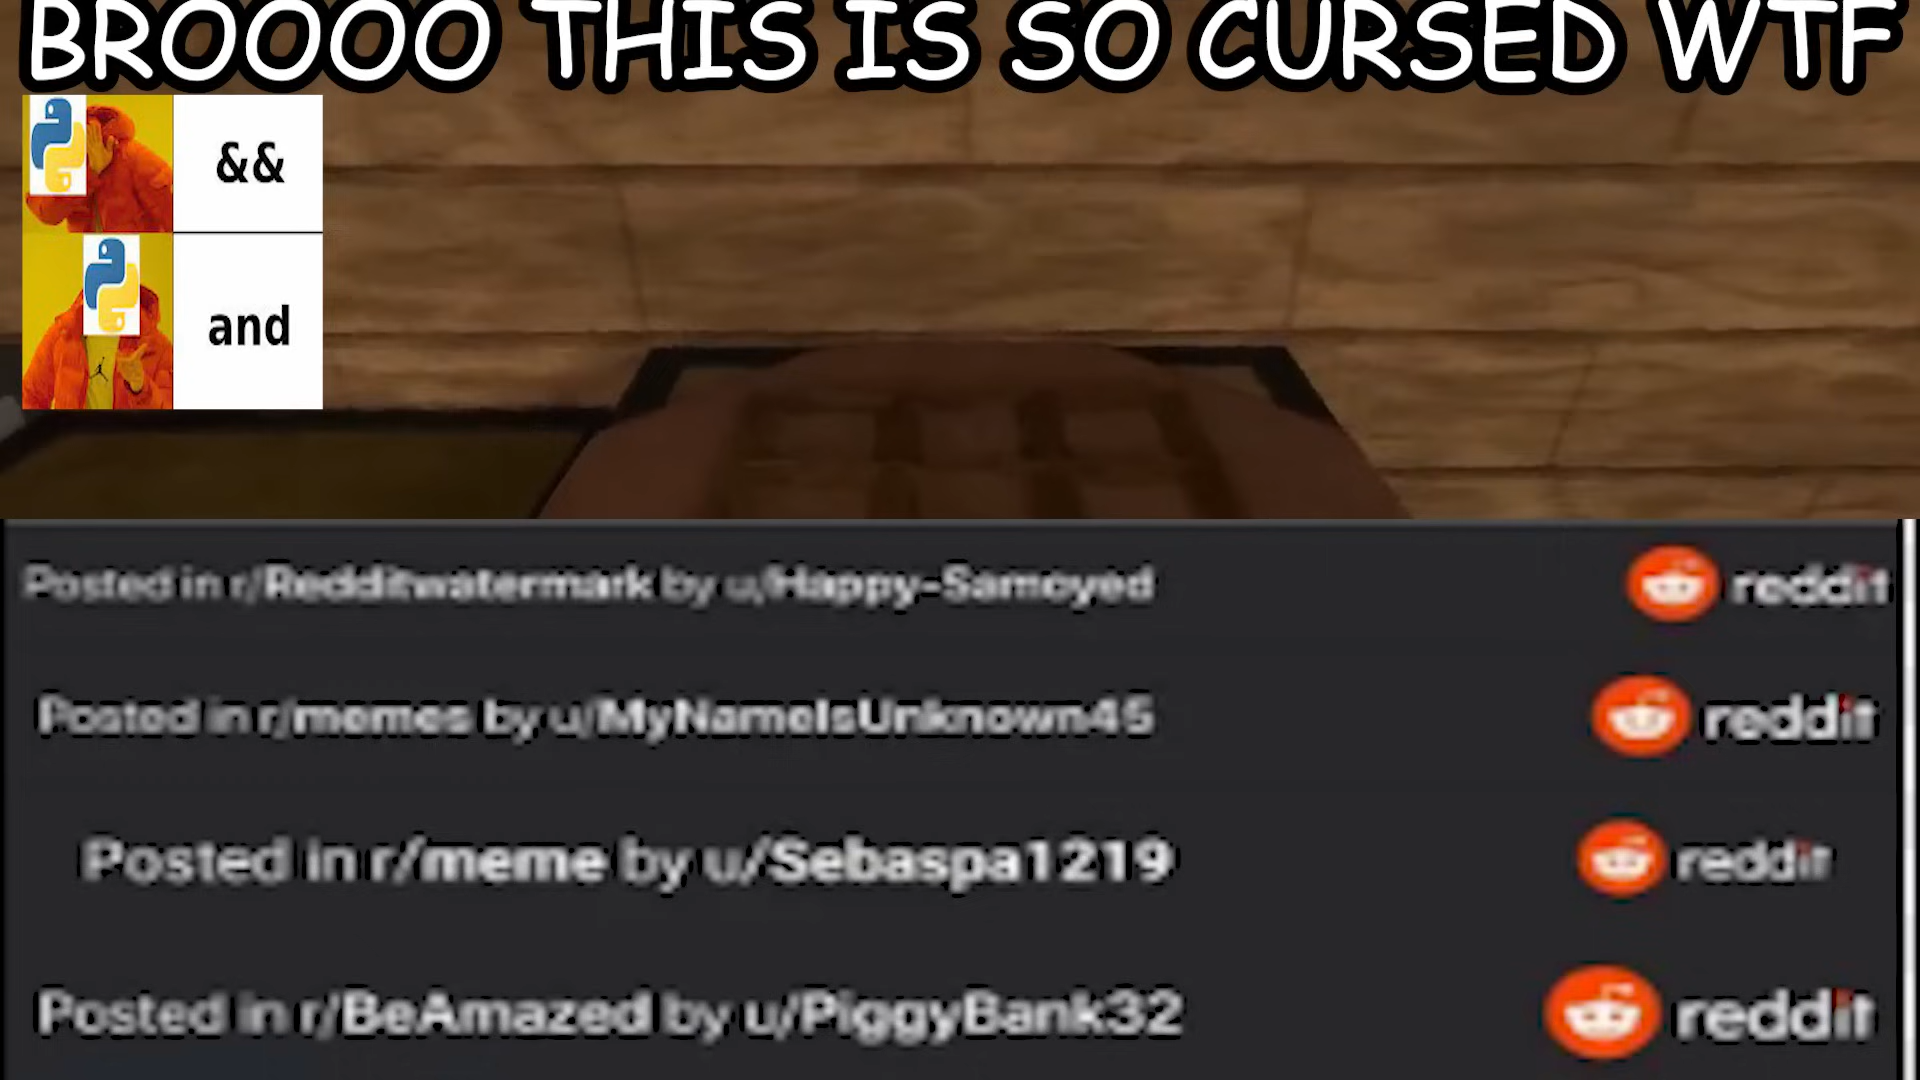 BROOOO THIS IS SO CURSED WTF
&&
and
Posted in r/Redditwatermark by u/Happy-Samoyed
reddit
Posted in r/memes by u/MyNameIsUnknown45
reddit
Posted in r/meme by u/Sebaspa1219
reddit
Posted in r/BeAmazed by u/PiggyBank32
reddit